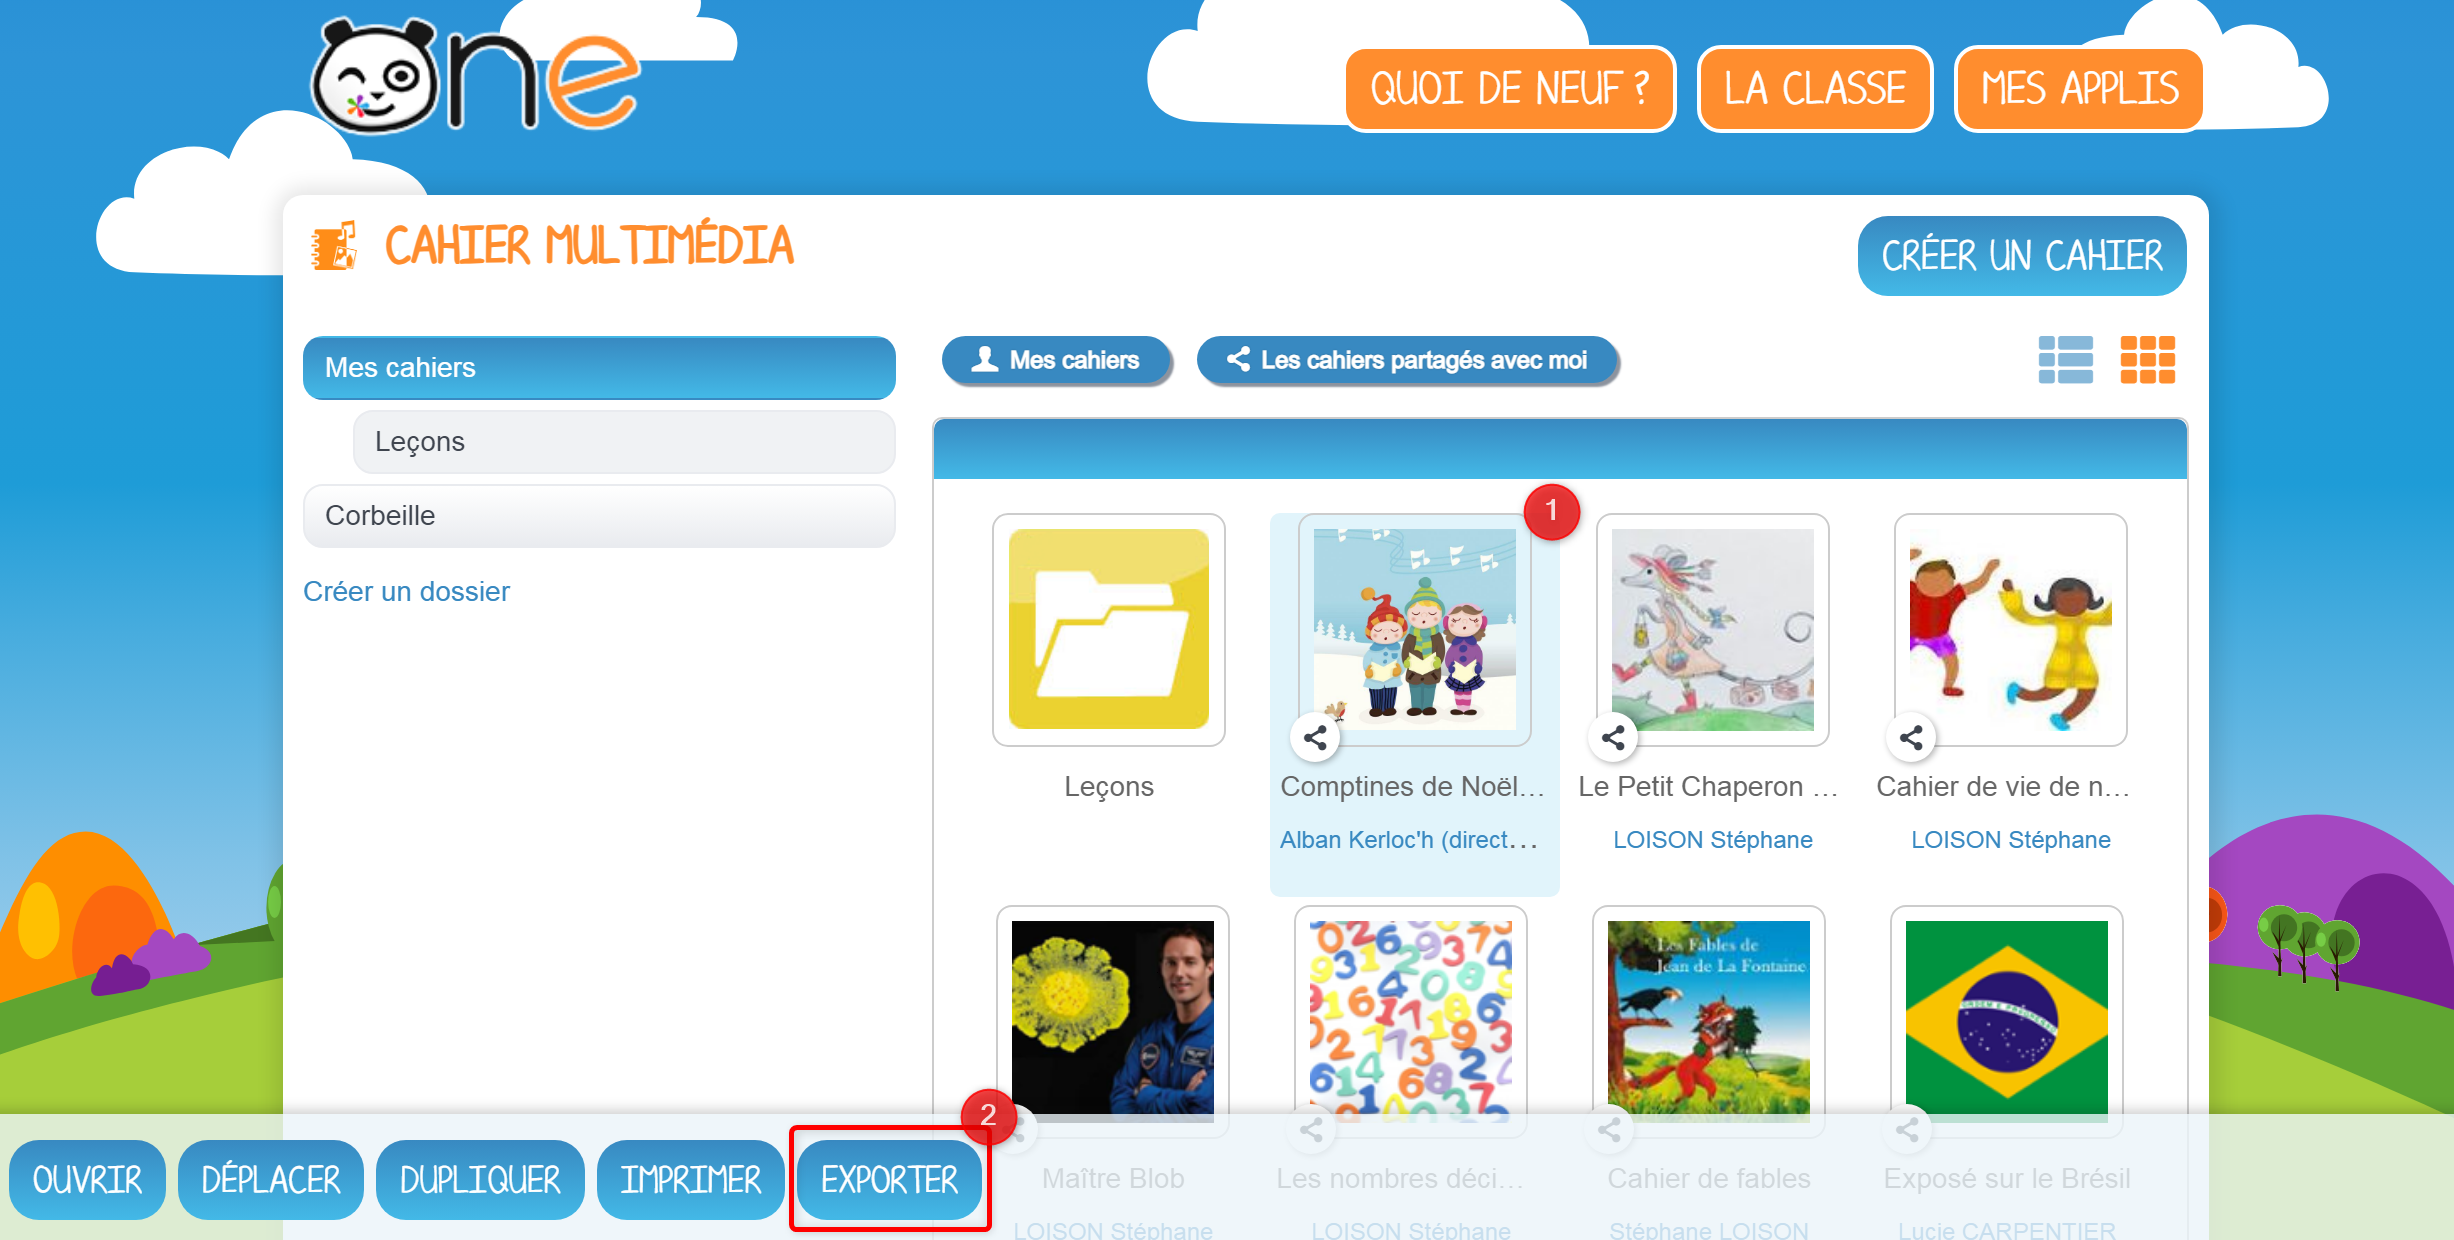 One
QUOI DE NEUF ?
LA CLASSE
MES APPLIS
CAHIER MULTIMÉDIA
CRÉER UN CAHIER
Mes cahiers
Leçons
Corbeille
Créer un dossier
Mes cahiers
Les cahiers partagés avec moi
1
Leçons
Comptines de Noël...
Alban Kerloc'h (direct...
Le Petit Chaperon ...
LOISON Stéphane
Cahier de vie de n...
LOISON Stéphane
Les Fables de
Jean de La Fontaine
Maître Blob
LOISON Stéphane
Les nombres déci...
LOISON Stéphane
Cahier de fables
Stéphane LOISON
Exposé sur le Brésil
Lucie CARPENTIER
2
OUVRIR
DÉPLACER
DUPLIQUER
IMPRIMER
EXPORTER